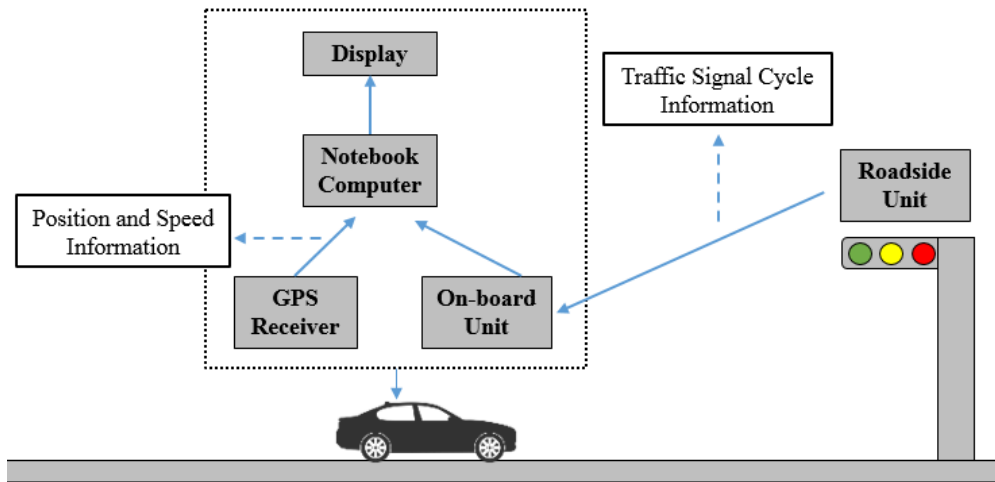 Display
Traffic Signal Cycle
Information
Notebook
Computer
Roadside
Unit
Position and Speed
Information
GPS
Receiver
On-board
Unit